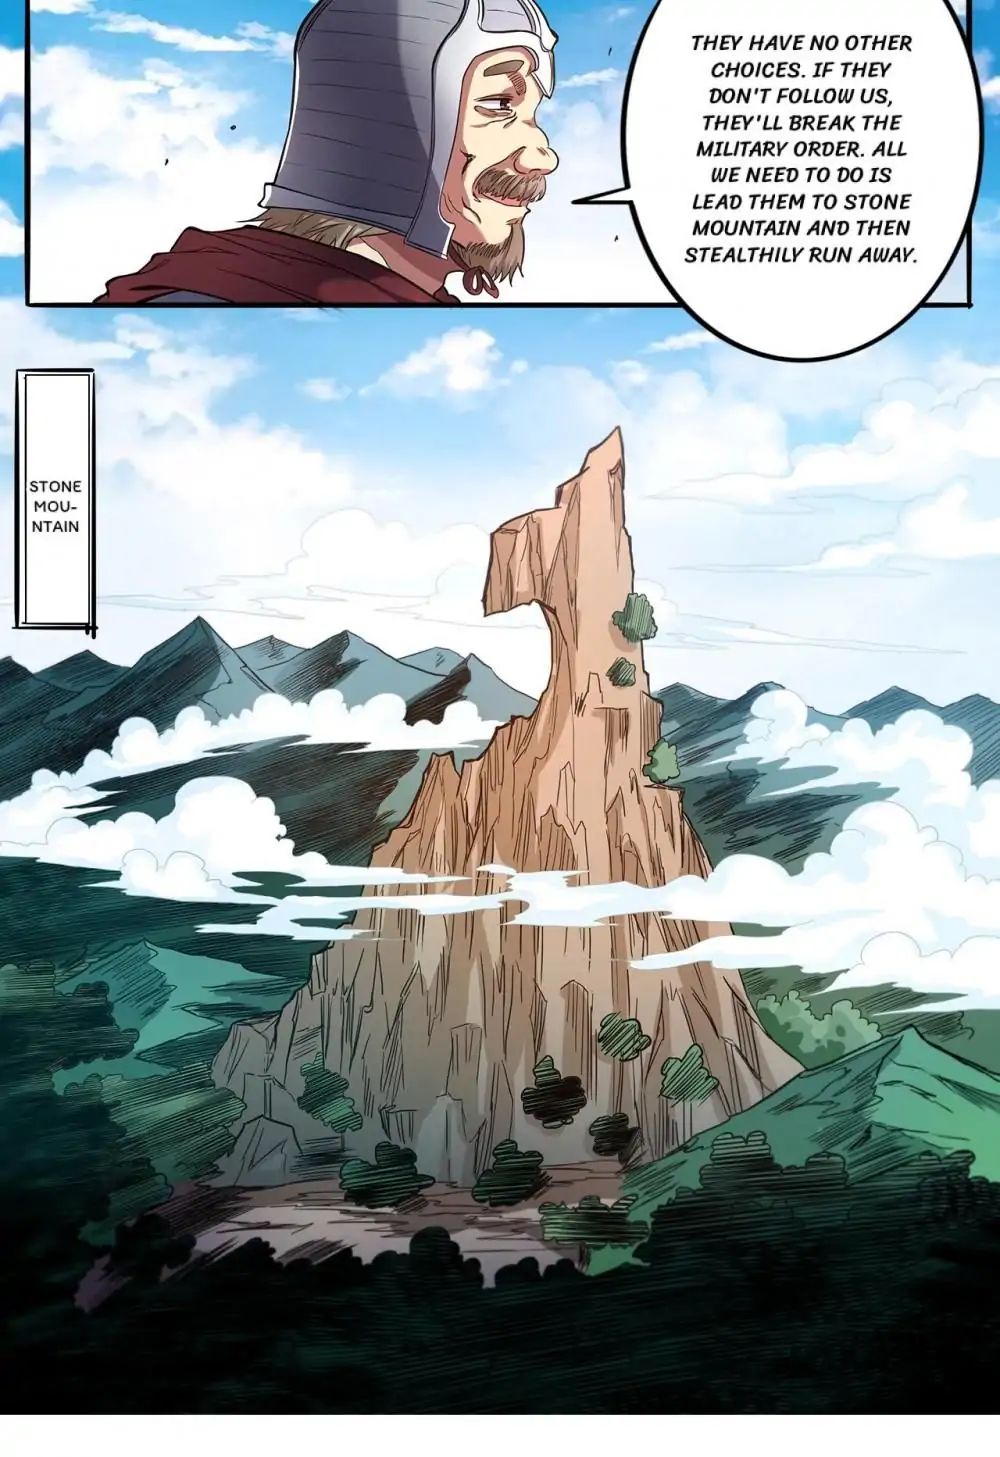 THEY HAVE NO OTHER
CHOICES. IF THEY
DON'T FOLLOW US,
THEY'LL BREAK THE
MILITARY ORDER. ALL
WE NEED TO DO IS
LEAD THEM TO STONE
MOUNTAIN AND THEN
STEALTHILY RUN AWAY.
STONE
MOU-
NTAIN